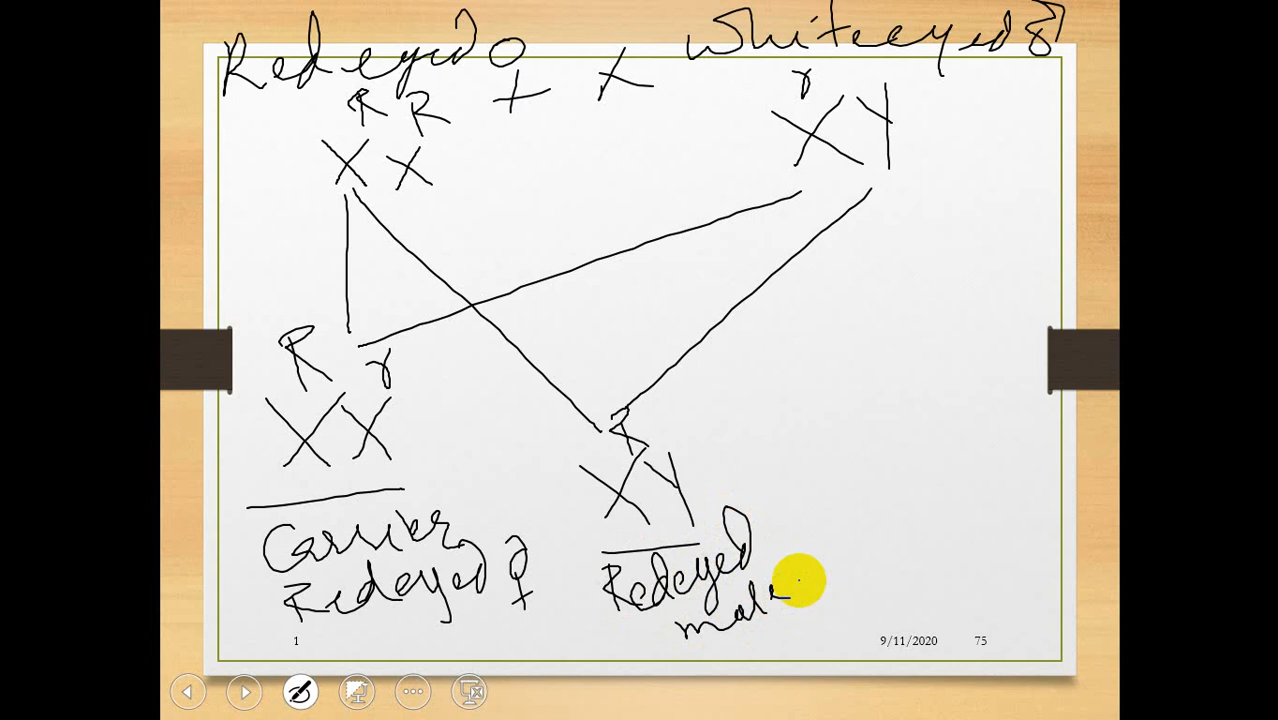 Redeyed ♀ x Whiteeyed ♂
R R r
X X X Y
R r
X X
R
X Y
Carrier Redeyed
Redeyed ♀ male
1 9/11/2020 75